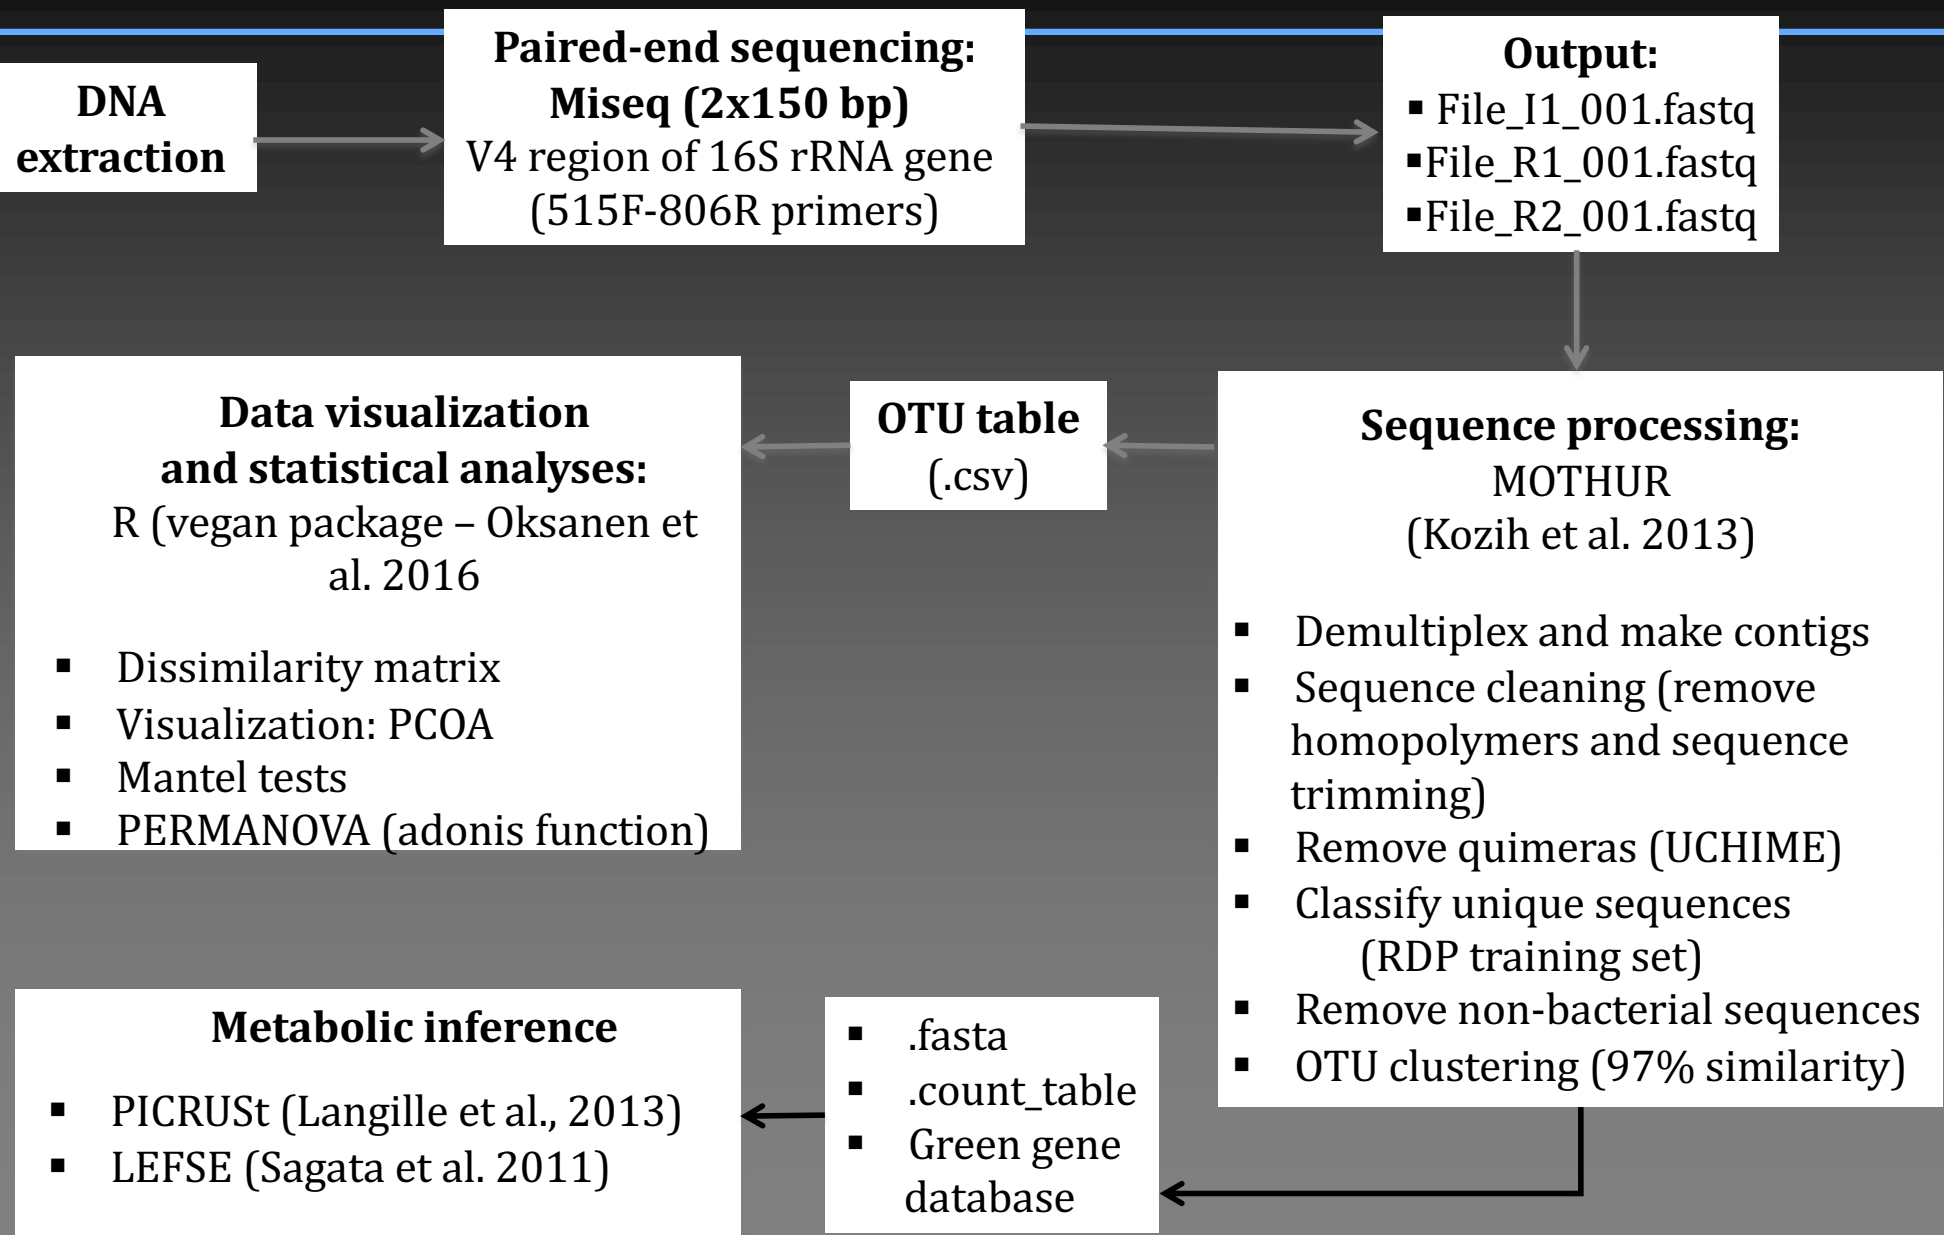 DNA
extraction
Paired-end sequencing:
Miseq (2x150 bp)
V4 region of 16S rRNA gene
(515F-806R primers)
Output:
▪ File_I1_001.fastq
▪File_R1_001.fastq
▪File_R2_001.fastq
Sequence processing:
MOTHUR
(Kozih et al. 2013)
▪ Demultiplex and make contigs
▪ Sequence cleaning (remove
homopolymers and sequence
trimming)
▪ Remove quimeras (UCHIME)
▪ Classify unique sequences
(RDP training set)
▪ Remove non-bacterial sequences
▪ OTU clustering (97% similarity)
OTU table
(.csv)
Data visualization
and statistical analyses:
R (vegan package – Oksanen et
al. 2016
▪ Dissimilarity matrix
▪ Visualization: PCOA
▪ Mantel tests
▪ PERMANOVA (adonis function)
▪ .fasta
▪ .count_table
▪ Green gene
database
Metabolic inference
▪ PICRUSt (Langille et al., 2013)
▪ LEFSE (Sagata et al. 2011)